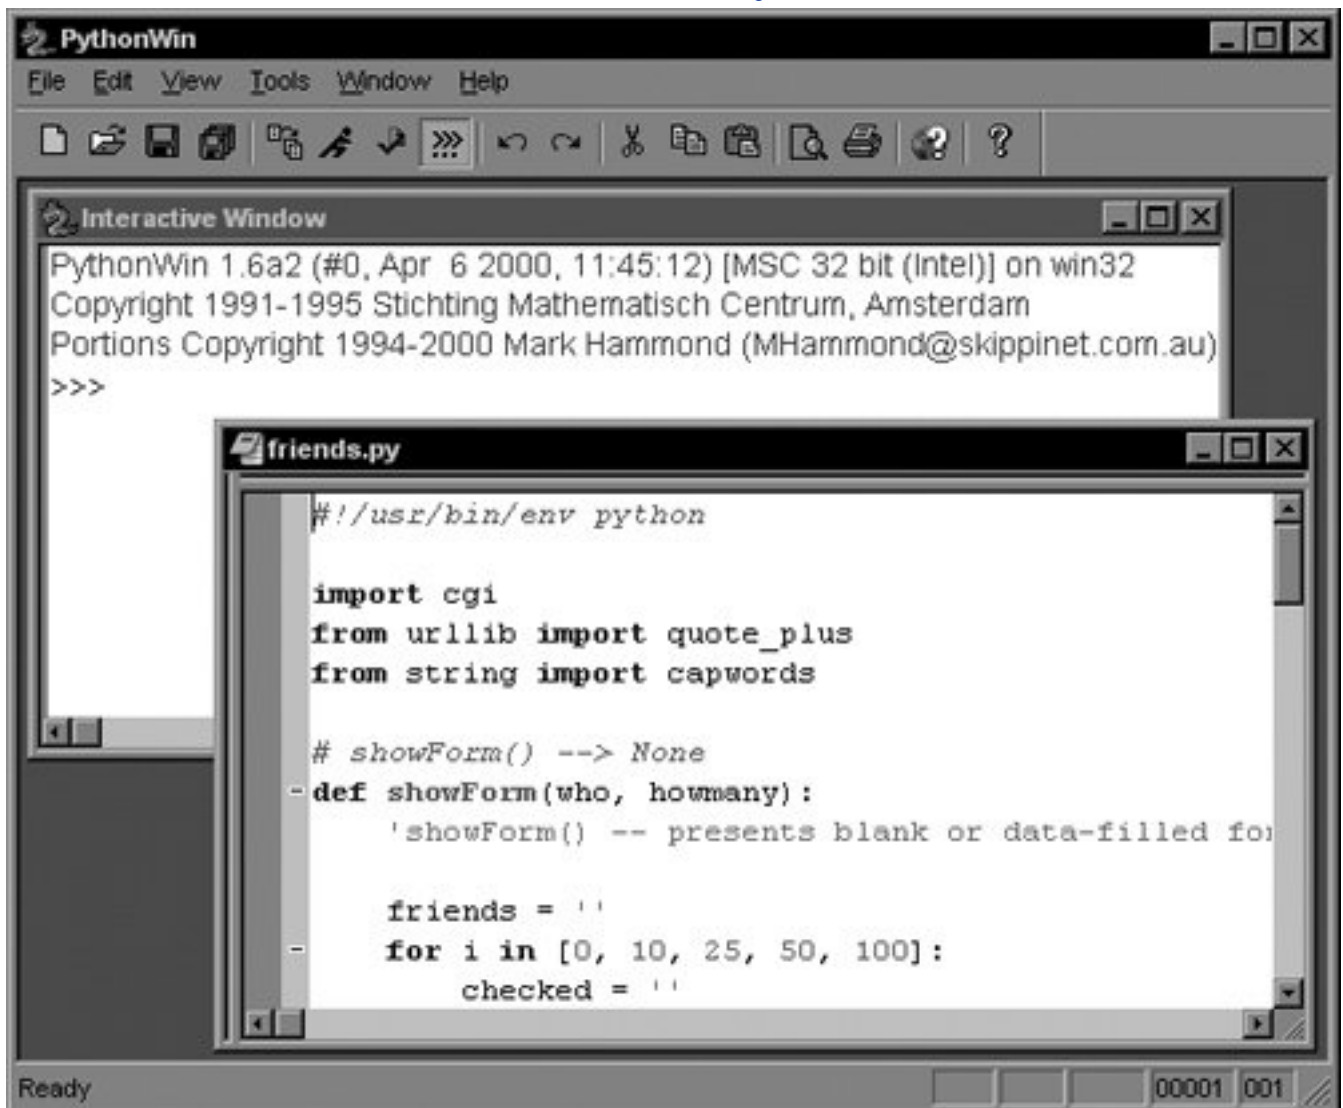 PythonWin
File Edit View Tools Window Help
Interactive Window
PythonWin 1.6a2 (#0, Apr  6 2000, 11:45:12) [MSC 32 bit (Intel)] on win32
Copyright 1991-1995 Stichting Mathematisch Centrum, Amsterdam
Portions Copyright 1994-2000 Mark Hammond (MHammond@skippinet.com.au)
>>>
friends.py
#!/usr/bin/env python
import cgi
from urllib import quote_plus
from string import capwords
# showForm() --> None
def showForm(who, howmany):
'showForm() -- presents blank or data-filled
friends = ''
for i in [0, 10, 25, 50, 100]:
checked = ''
Ready 00001 001